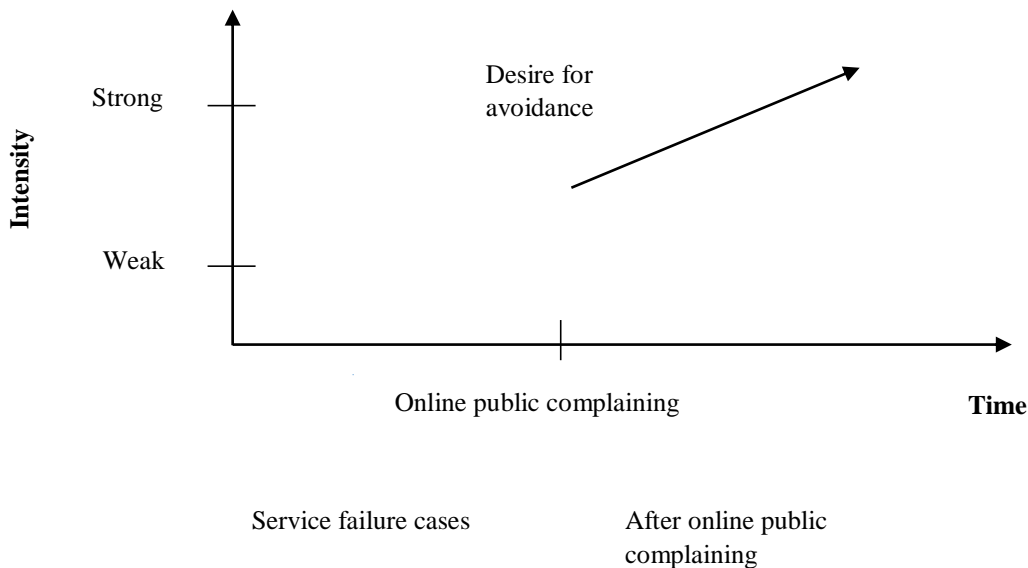 Desire for
avoidance
Strong
Intensity
Weak
Online public complaining
Time
Service failure cases
After online public
complaining